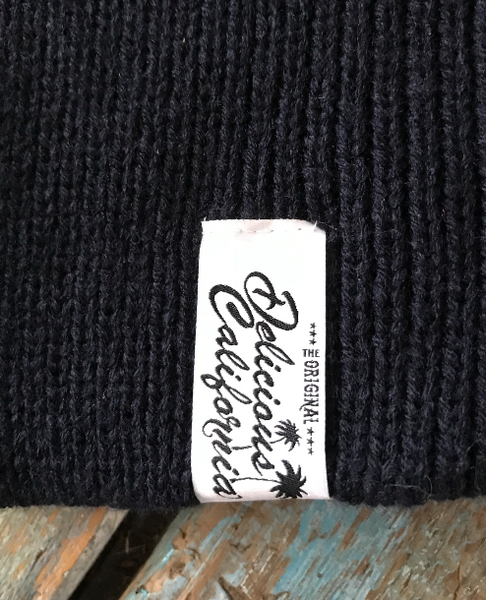 ★★★ THE ORIGINAL ★★★
Delicious
California